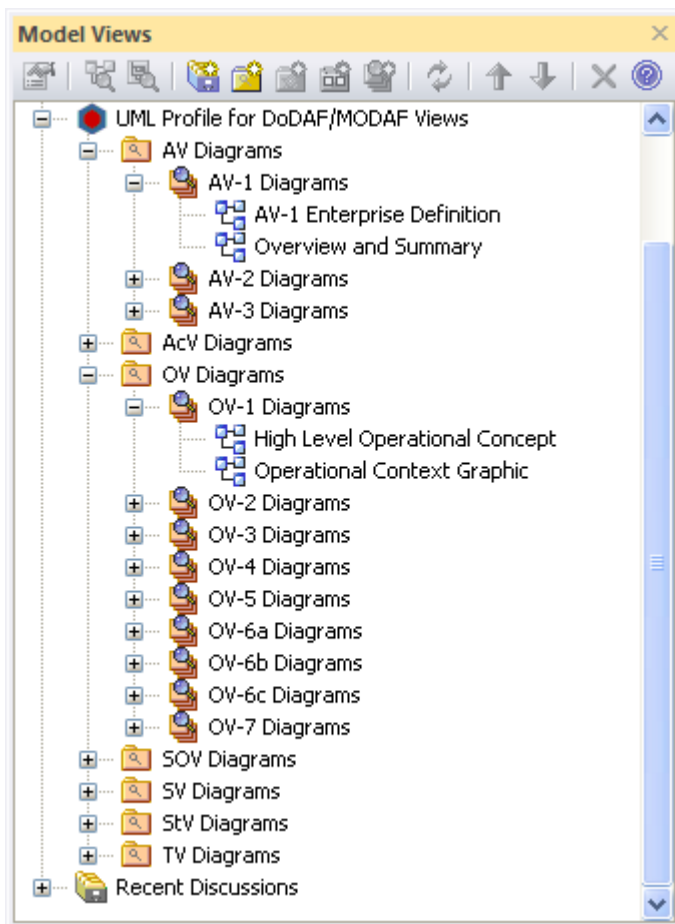 Model Views
UML Profile for DoDAF/MODAF Views
AV Diagrams
AV-1 Diagrams
AV-1 Enterprise Definition
Overview and Summary
AV-2 Diagrams
AV-3 Diagrams
AcV Diagrams
OV Diagrams
OV-1 Diagrams
High Level Operational Concept
Operational Context Graphic
OV-2 Diagrams
OV-3 Diagrams
OV-4 Diagrams
OV-5 Diagrams
OV-6a Diagrams
OV-6b Diagrams
OV-6c Diagrams
OV-7 Diagrams
SOV Diagrams
SV Diagrams
StV Diagrams
TV Diagrams
Recent Discussions